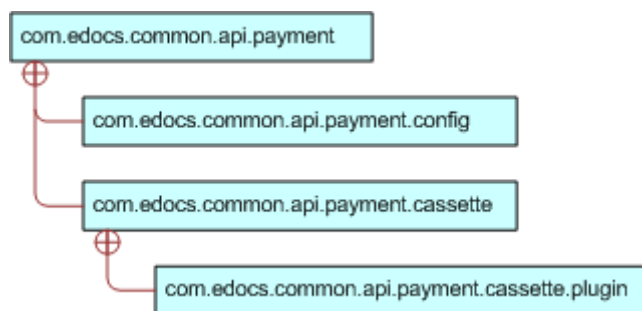 com.edocs.common.api.payment
com.edocs.common.api.payment.config
com.edocs.common.api.payment.cassette
com.edocs.common.api.payment.cassette.plugin